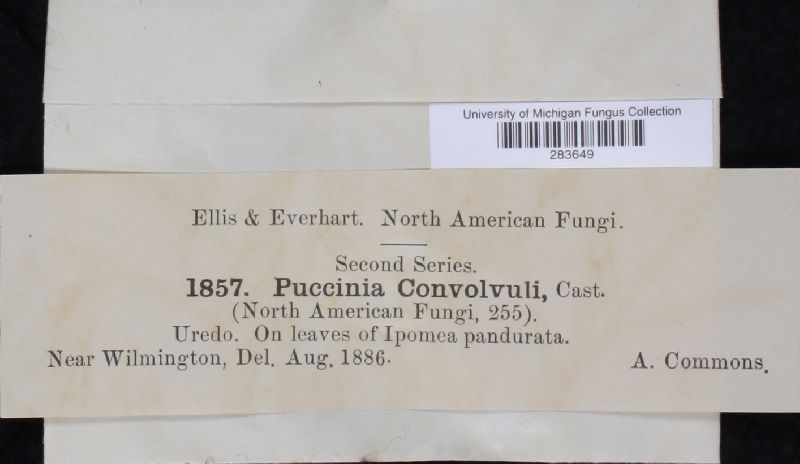 University of Michigan Fungus Collection
283649
Ellis & Everhart. North American Fungi.
Second Series.
1857. Puccinia Convolvuli, Cast.
(North American Fungi, 255).
Uredo. On leaves of Ipomea pandurata.
Near Wilmington, Del. Aug. 1886. A. Commons.